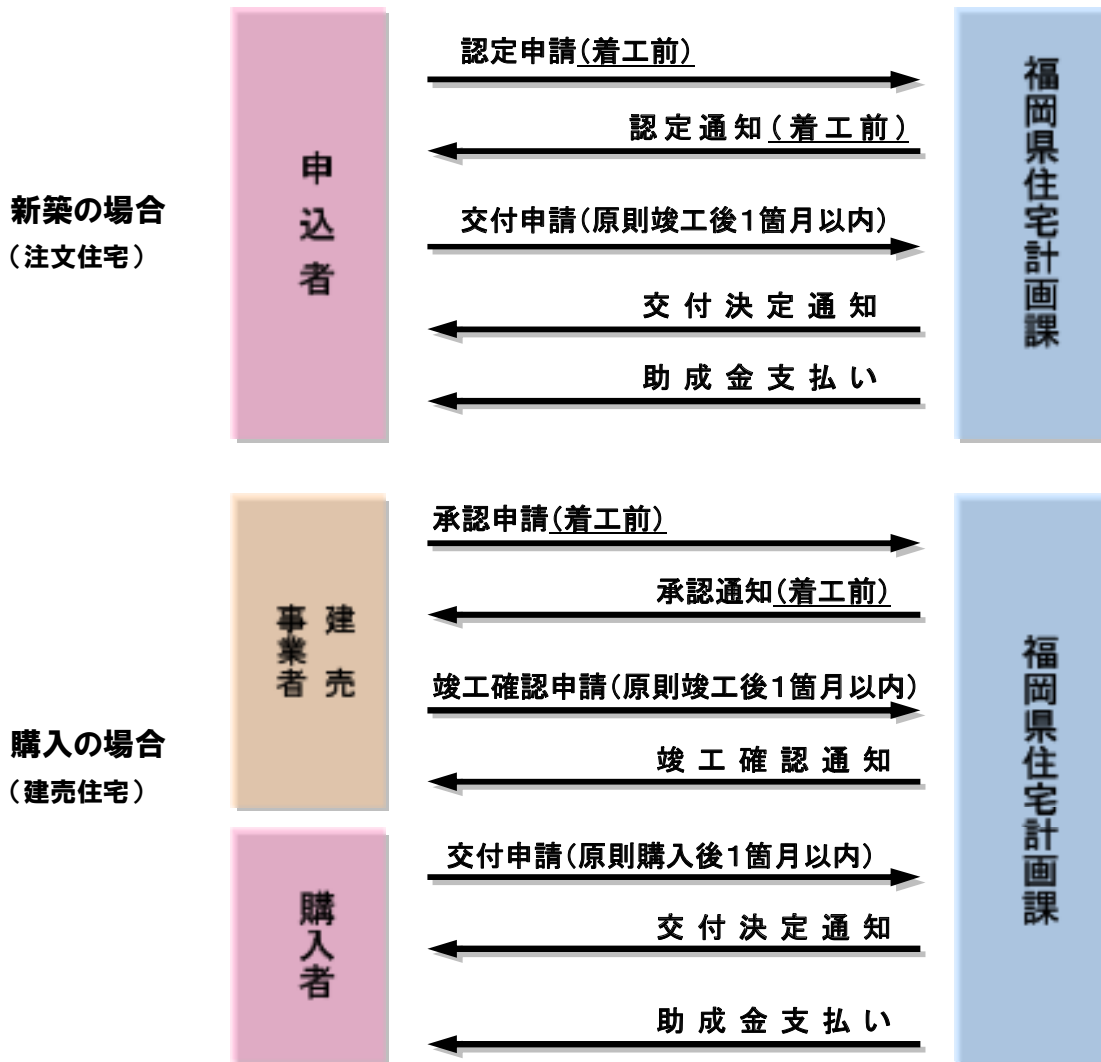 新築の場合
（注文住宅）
申込者
認定申請(着工前)
認定通知(着工前)
交付申請(原則竣工後1箇月以内)
交付決定通知
助成金支払い
福岡県住宅計画課
購入の場合
（建売住宅）
建売
事業者
承認申請(着工前)
承認通知(着工前)
竣工確認申請(原則竣工後1箇月以内)
竣工確認通知
購入者
交付申請(原則購入後1箇月以内)
交付決定通知
助成金支払い
福岡県住宅計画課